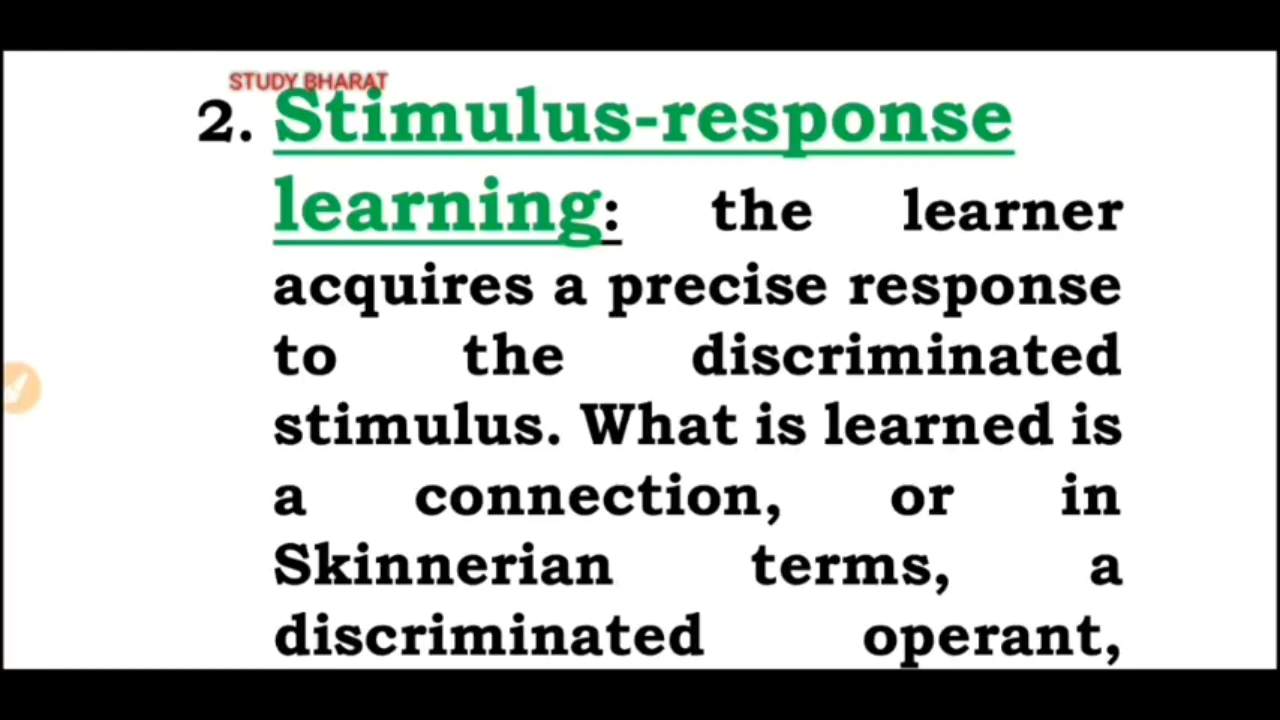 STUDY BHARAT
2. Stimulus-response
learning: the learner
acquires a precise response
to the discriminated
stimulus. What is learned is
a connection, or in
Skinnerian terms, a
discriminated operant,